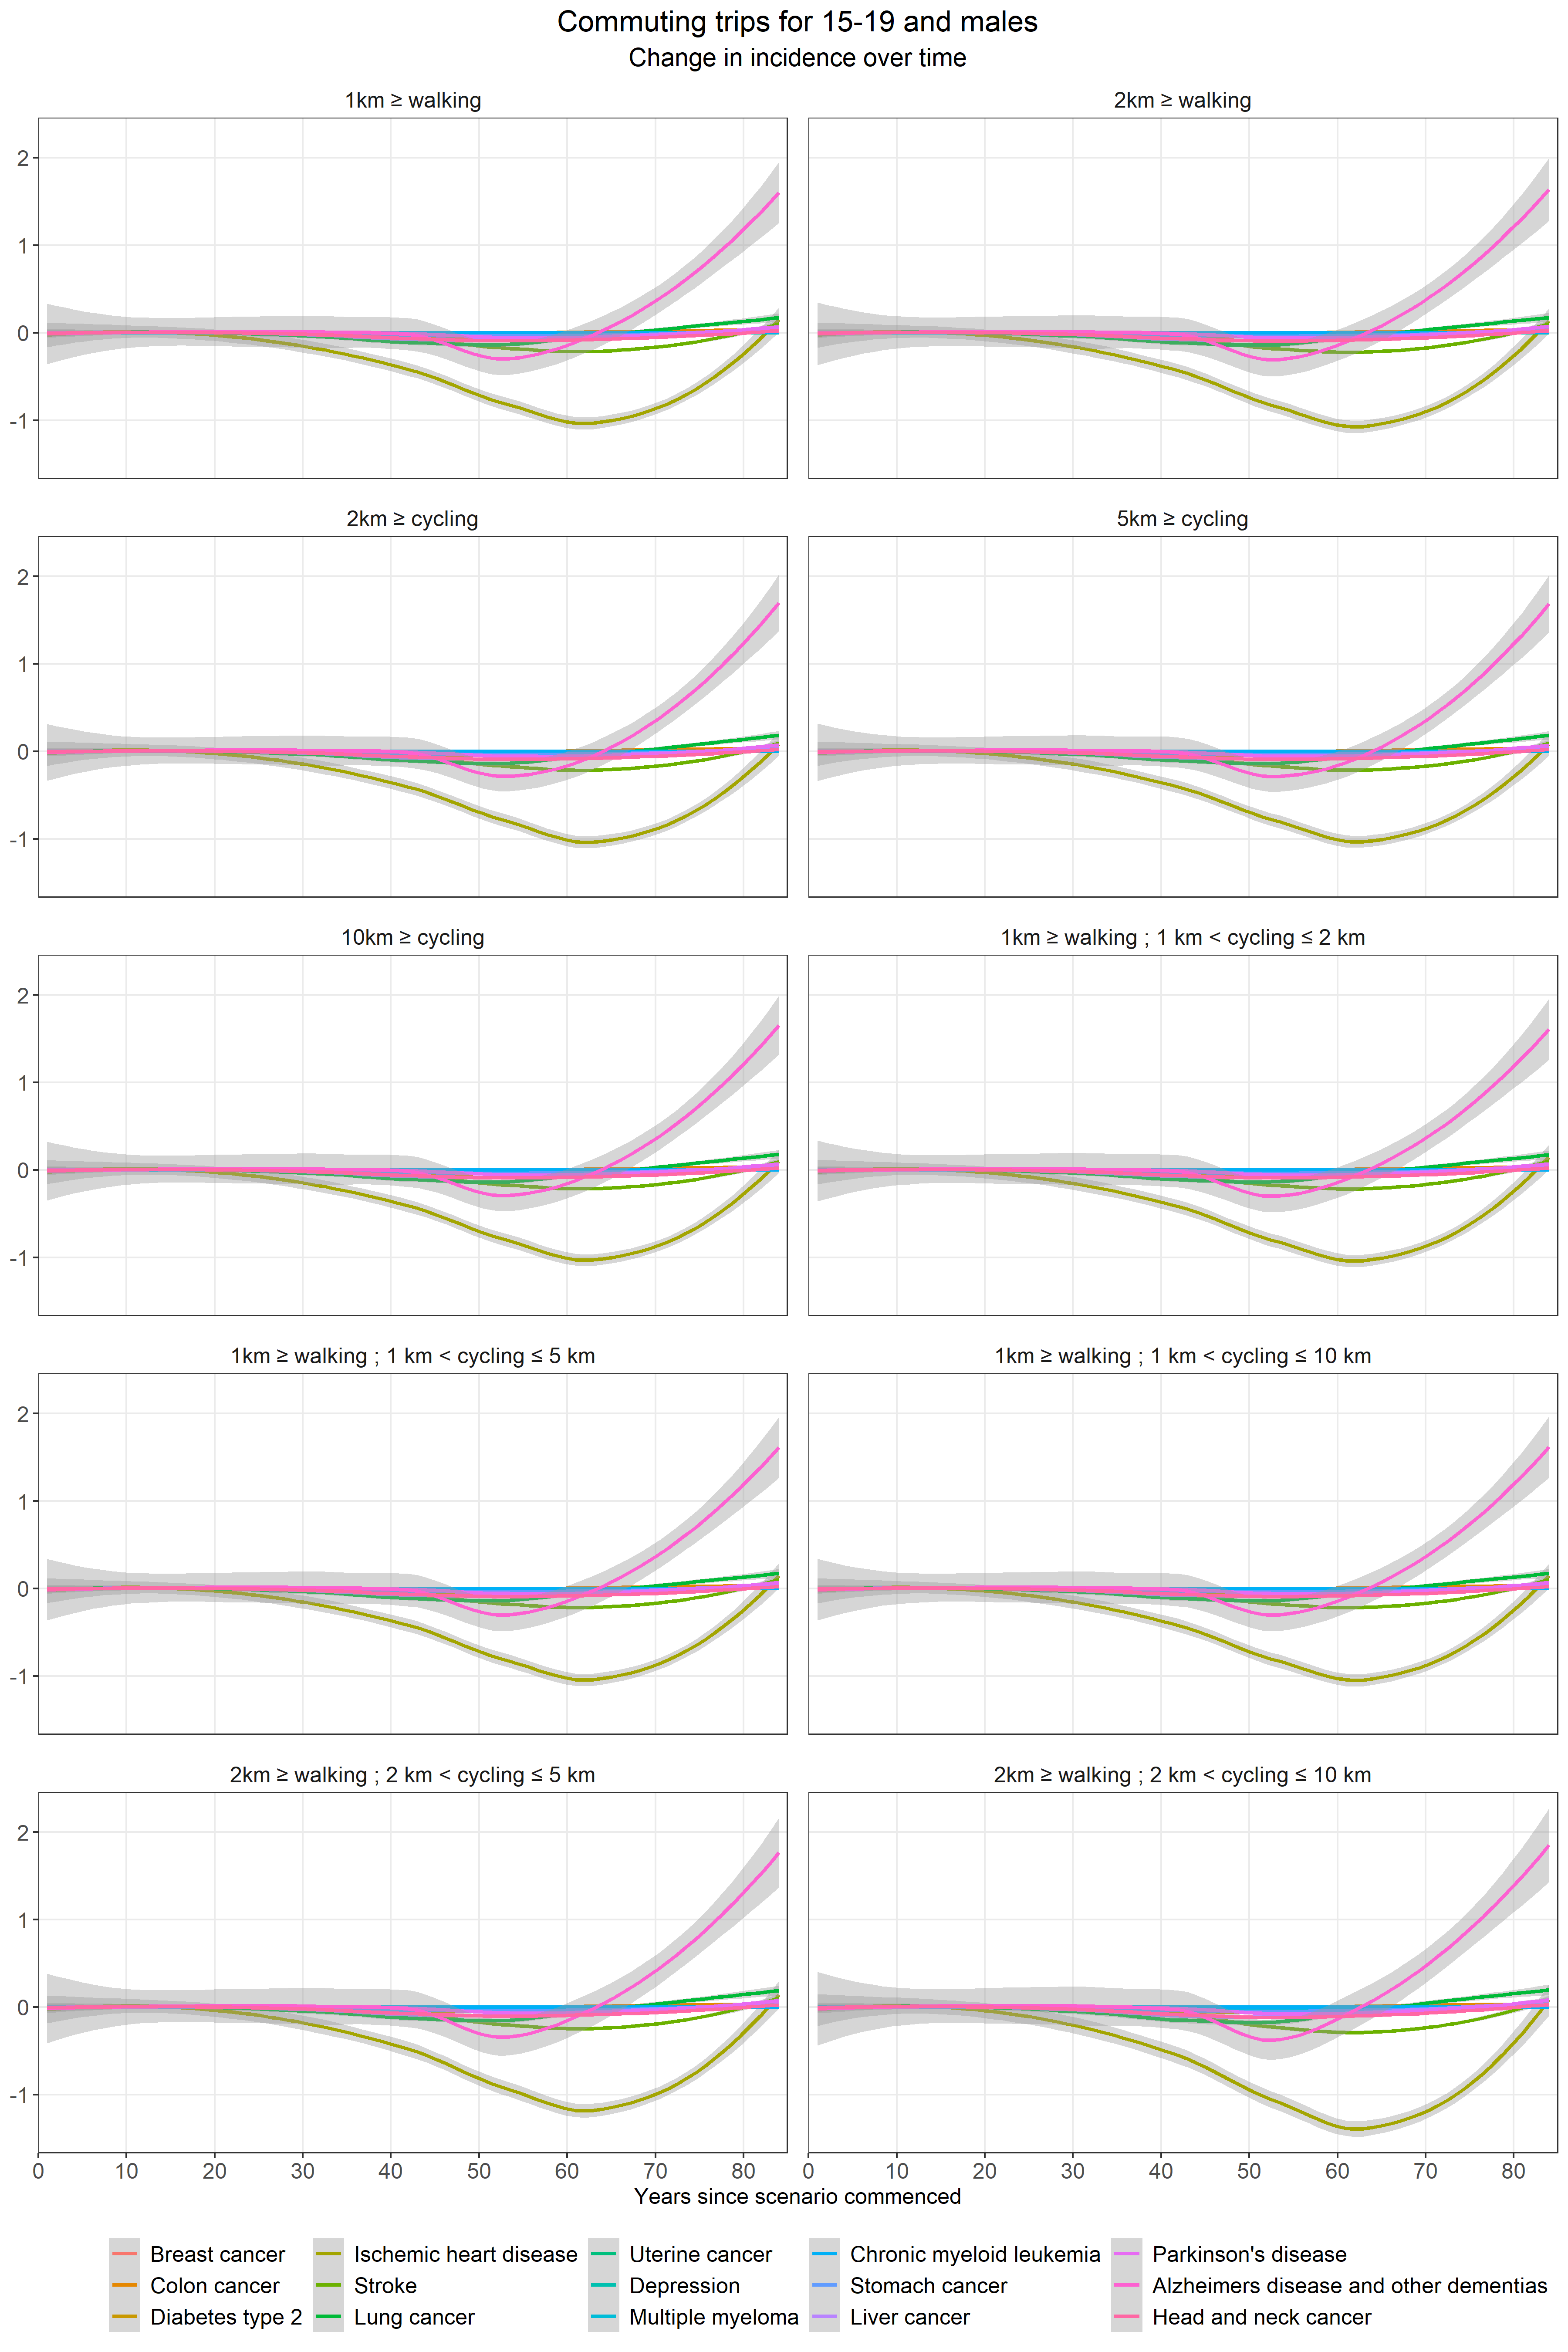 Commuting trips for 15-19 and males
Change in incidence over time
1km ≥ walking
2km ≥ walking
2
1
0
-1
2km ≥ cycling
5km ≥ cycling
2
1
0
-1
10km ≥ cycling
1km ≥ walking ; 1 km < cycling ≤ 2 km
2
1
0
-1
1km ≥ walking ; 1 km < cycling ≤ 5 km
1km ≥ walking ; 1 km < cycling ≤ 10 km
2
1
0
-1
2km ≥ walking ; 2 km < cycling ≤ 5 km
2km ≥ walking ; 2 km < cycling ≤ 10 km
2
1
0
-1
0 10 20 30 40 50 60 70 80
0 10 20 30 40 50 60 70 80
Years since scenario commenced
Breast cancer Ischemic heart disease Uterine cancer Chronic myeloid leukemia Parkinson's disease
Colon cancer Stroke Depression Stomach cancer Alzheimers disease and other dementias
Diabetes type 2 Lung cancer Multiple myeloma Liver cancer Head and neck cancer